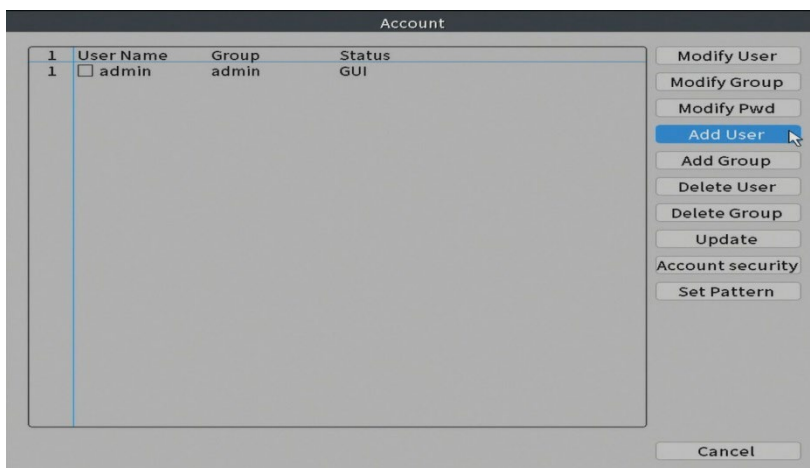 Account
1 User Name Group Status
1 admin admin GUI
Modify User
Modify Group
Modify Pwd
Add User
Add Group
Delete User
Delete Group
Update
Account security
Set Pattern
Cancel